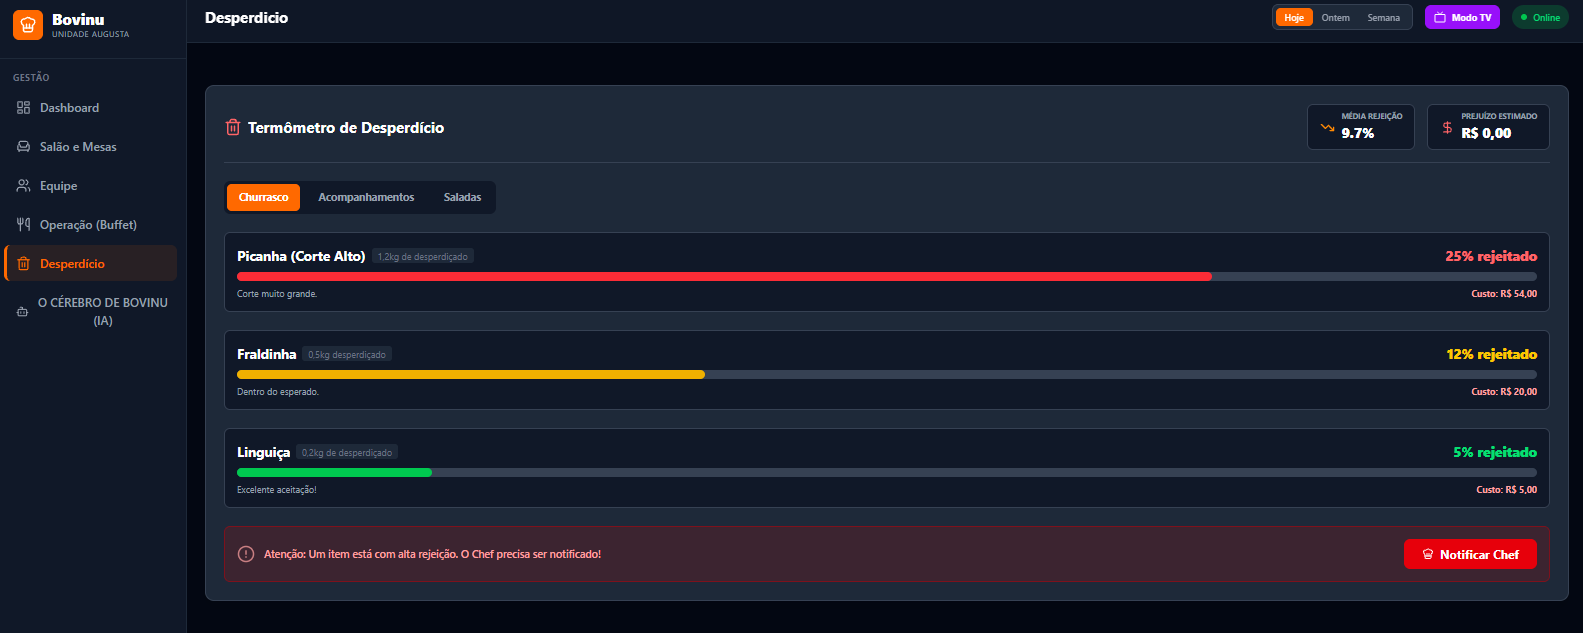 Bovinu
UNIDADE AUGUSTA
GESTÃO
Dashboard
Salão e Mesas
Equipe
Operação (Buffet)
Desperdício
O CÉREBRO DE BOVINU
(IA)
Desperdicio
Hoje
Ontem
Semana
Modo TV
Online
Termômetro de Desperdício
MÉDIA REJEIÇÃO
9.7%
PREJUÍZO ESTIMADO
R$ 0,00
Churrasco
Acompanhamentos
Saladas
Picanha (Corte Alto) 1,2kg de desperdiçado
25% rejeitado
Corte muito grande.
Custo: R$ 54,00
Fraldinha 0,5kg desperdiçado
12% rejeitado
Dentro do esperado.
Custo: R$ 20,00
Linguiça 0,2kg de desperdiçado
5% rejeitado
Excelente aceitação!
Custo: R$ 5,00
Atenção: Um item está com alta rejeição. O Chef precisa ser notificado!
Notificar Chef